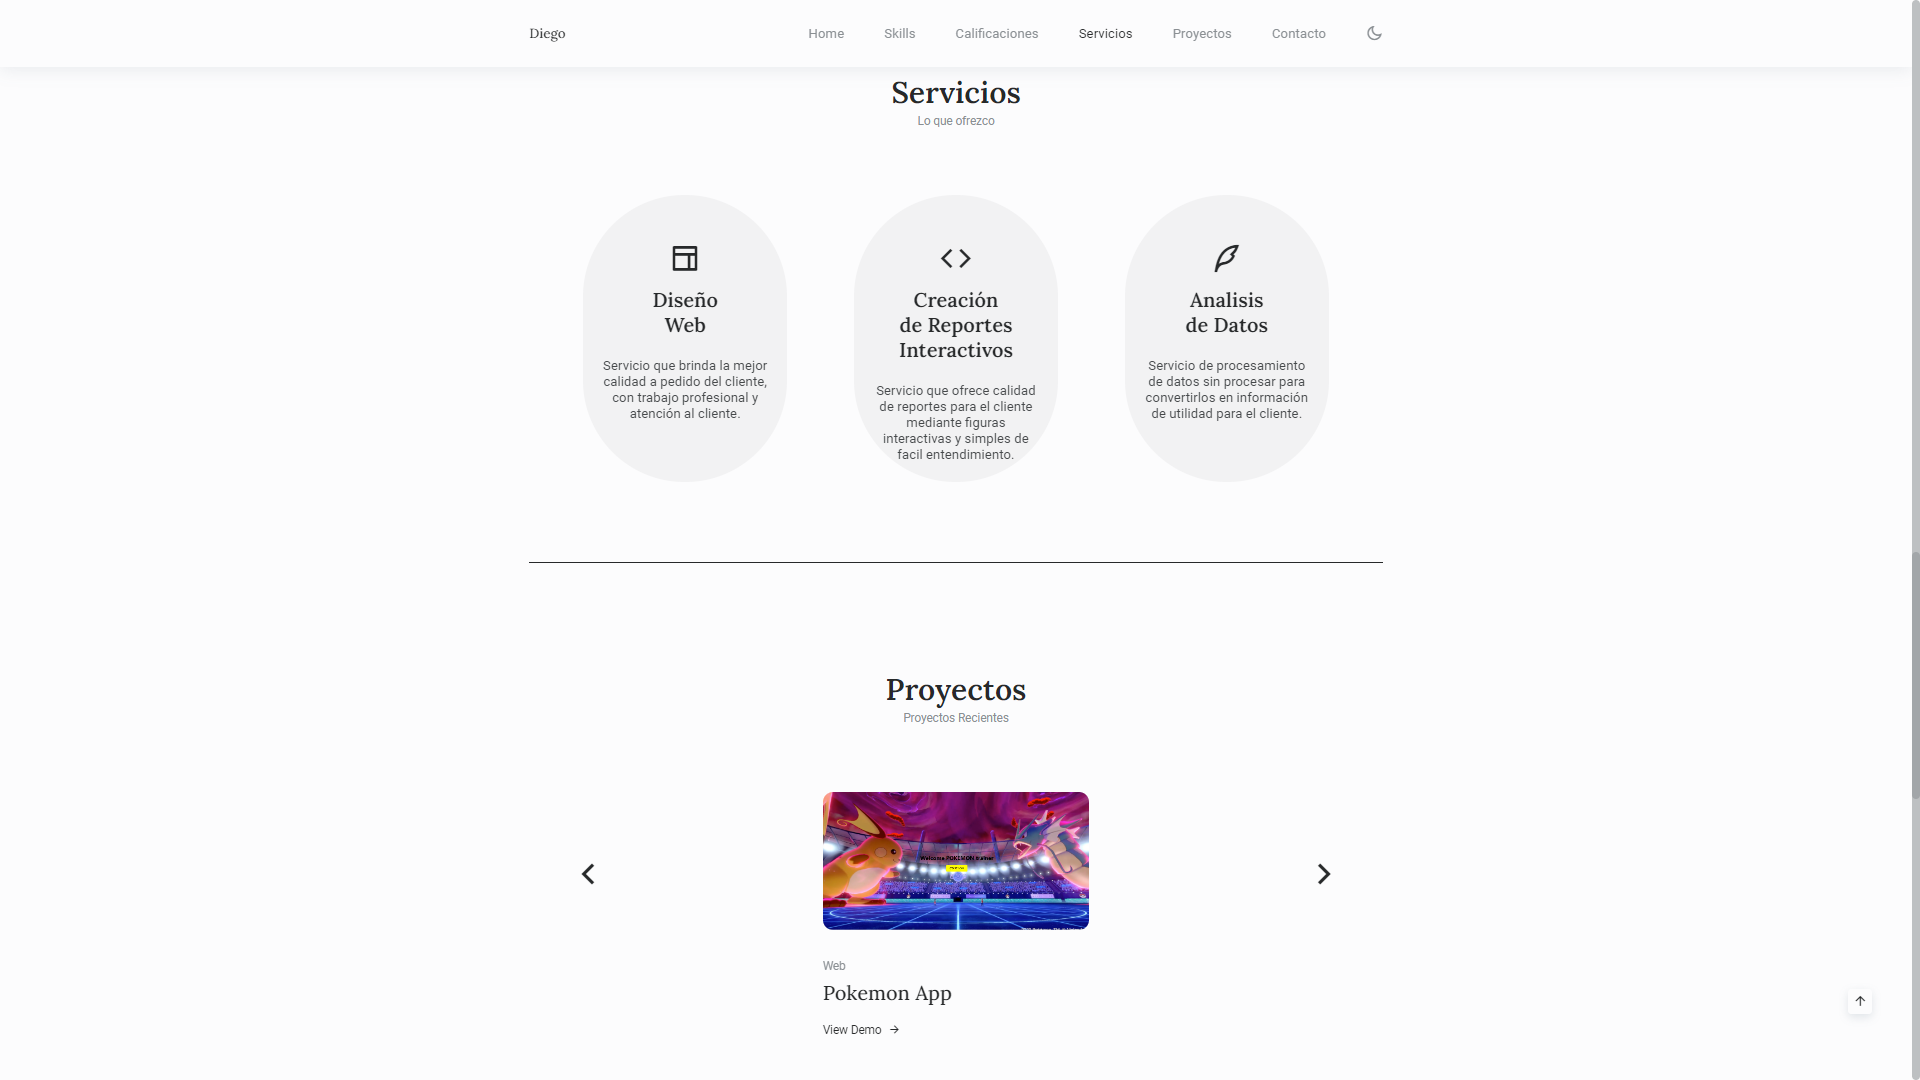 Diego
Home
Skills
Calificaciones
Servicios
Proyectos
Contacto
Servicios
Lo que ofrezco
Diseño
Web
Servicio que brinda la mejor
calidad a pedido del cliente,
con trabajo profesional y
atención al cliente.
Creación
de Reportes
Interactivos
Servicio que ofrece calidad
de reportes para el cliente
mediante figuras
interactivas y simples de
facil entendimiento.
Analisis
de Datos
Servicio de procesamiento
de datos sin procesar para
convertirlos en información
de utilidad para el cliente.
Proyectos
Proyectos Recientes
Welcome POKEMON trainer
Web
Pokemon App
View Demo